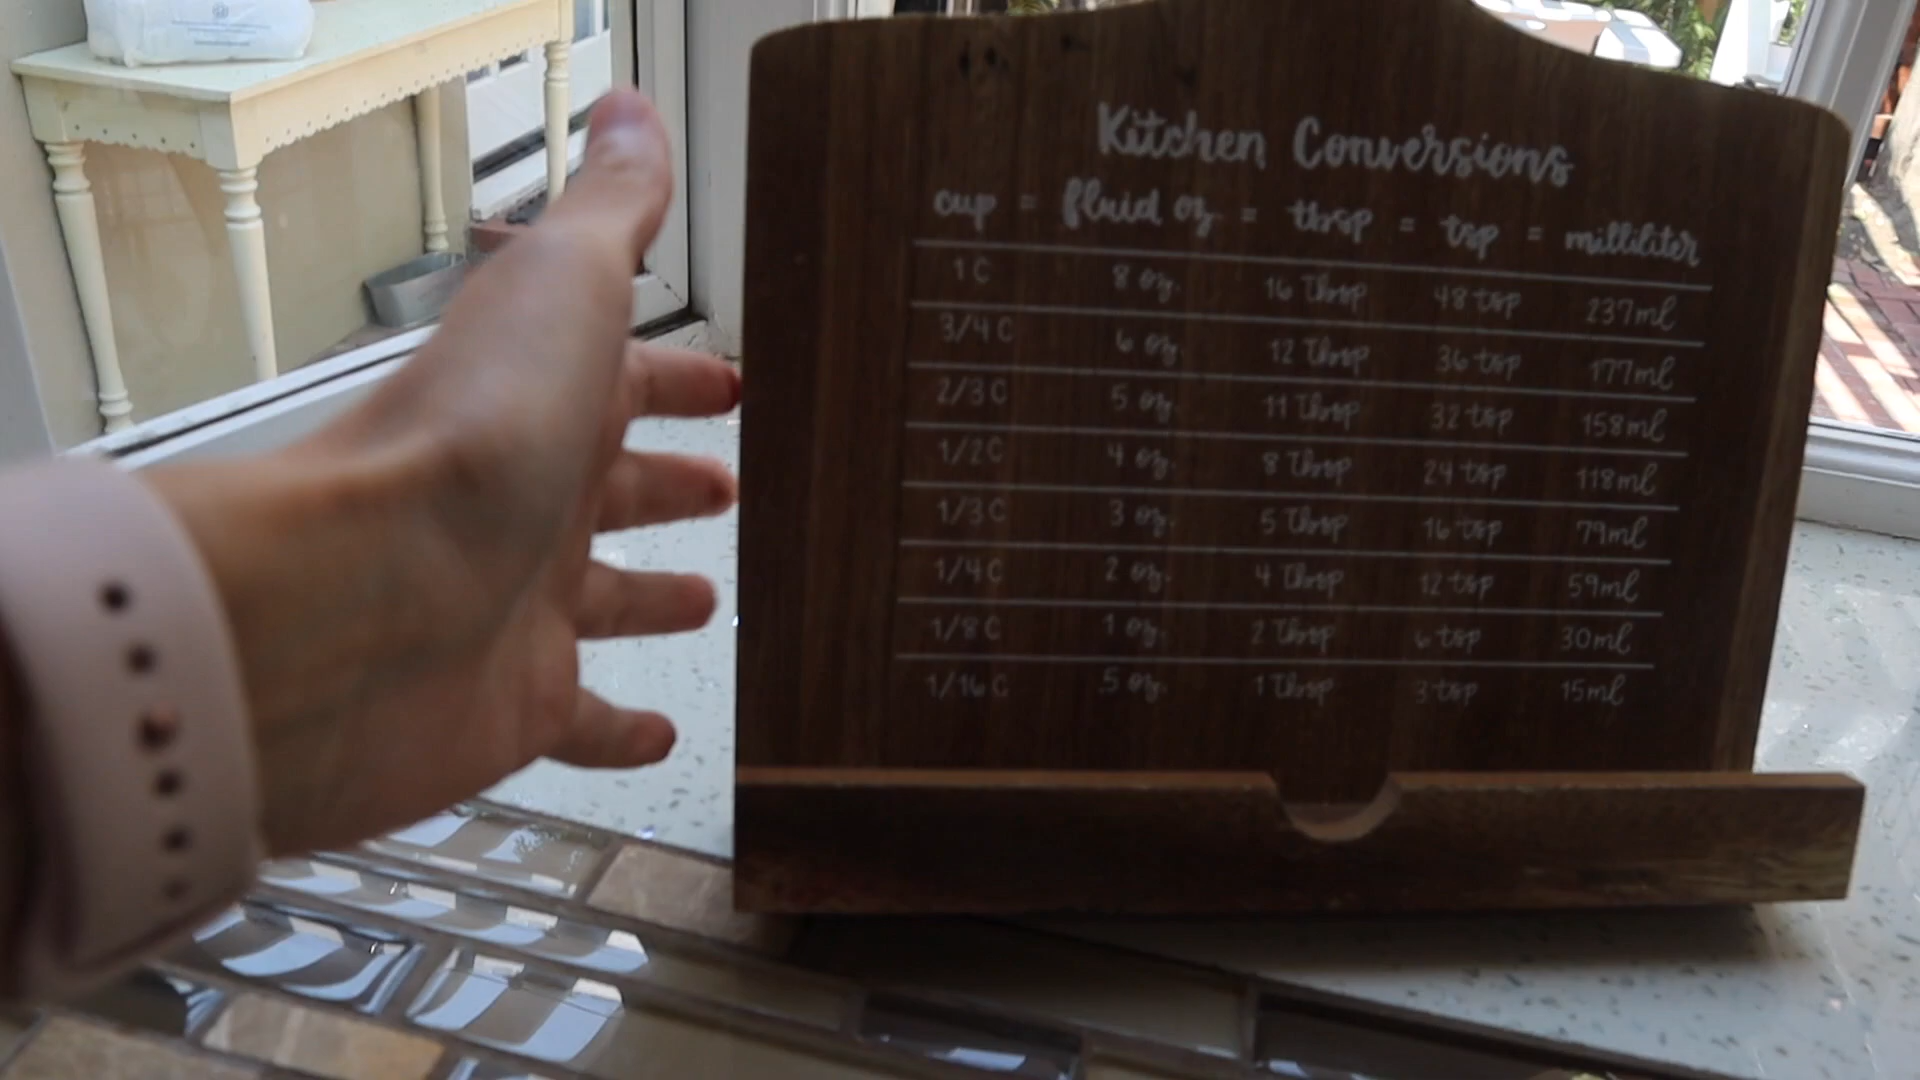 Kitchen Conversions
cup = fluid oz = tbsp = tsp = milliliter
1 C 8 oz. 16 Tbsp 48 tsp 237ml
3/4 C 6 oz. 12 Tbsp 36 tsp 177ml
2/3 C 5 oz. 11 Tbsp 32 tsp 158ml
1/2 C 4 oz. 8 Tbsp 24 tsp 118ml
1/3 C 3 oz. 5 Tbsp 16 tsp 79ml
1/4 C 2 oz. 4 Tbsp 12 tsp 59ml
1/8 C 1 oz. 2 Tbsp 6 tsp 30ml
1/16 C .5 oz. 1 Tbsp 3 tsp 15ml